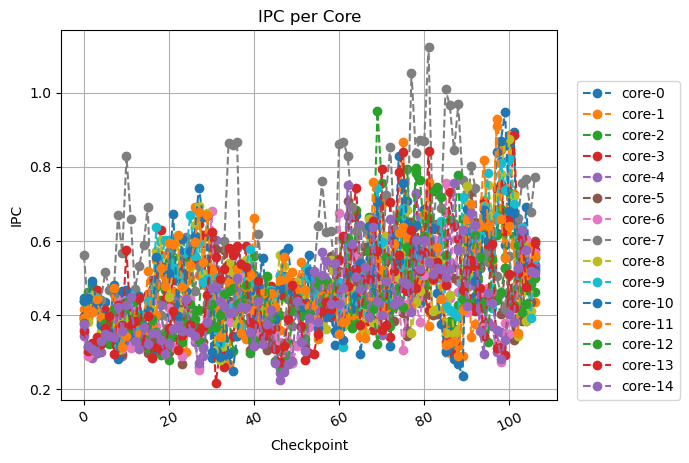 IPC per Core
IPC
1.0
0.8
0.6
0.4
0.2
0
20
40
60
80
100
Checkpoint
core-0
core-1
core-2
core-3
core-4
core-5
core-6
core-7
core-8
core-9
core-10
core-11
core-12
core-13
core-14